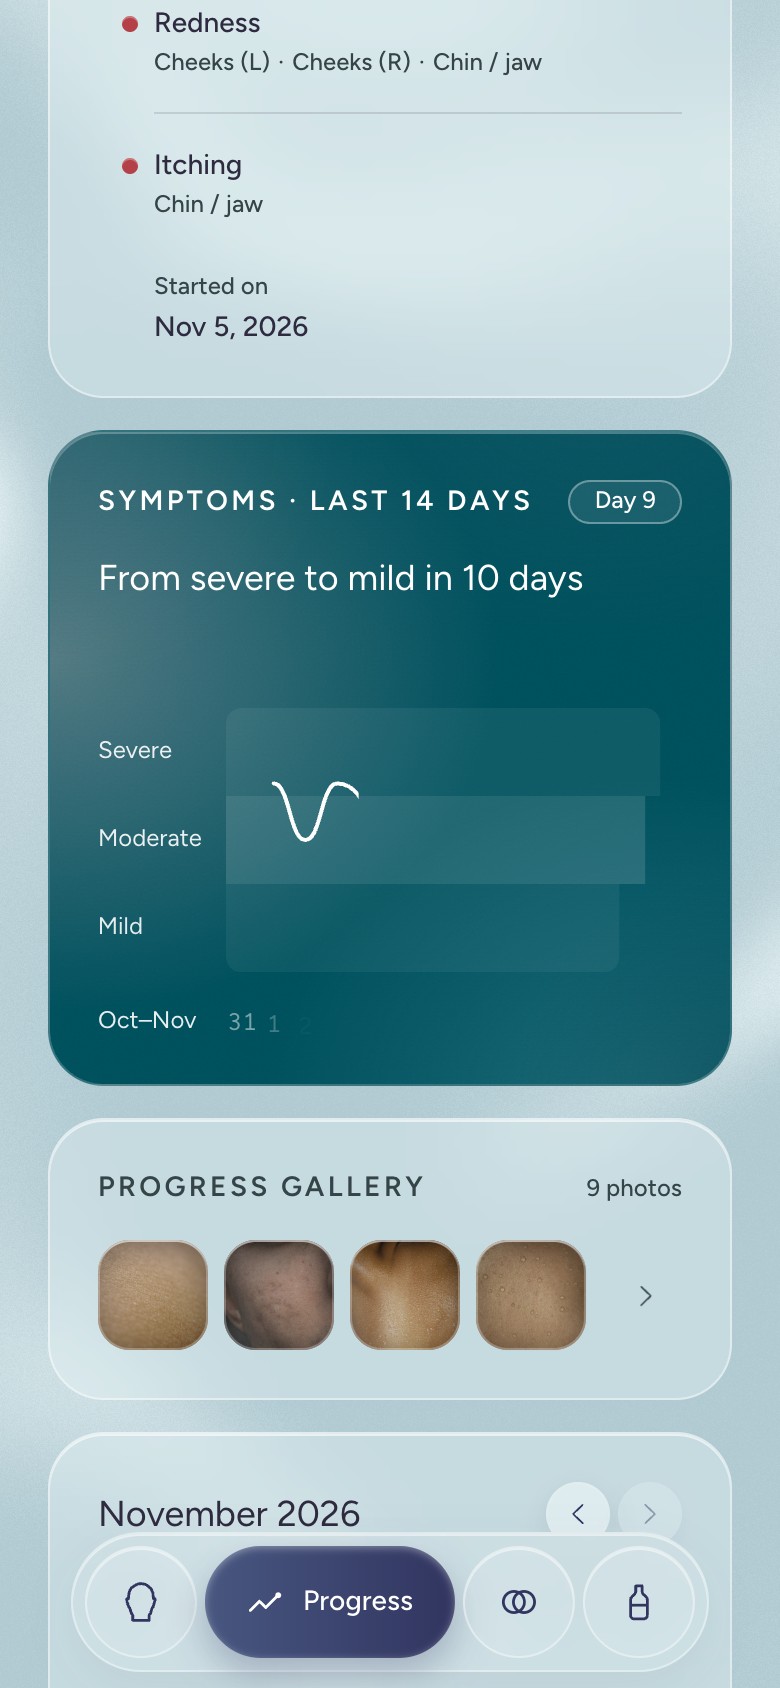 Redness
Cheeks (L) · Cheeks (R) · Chin / jaw
Itching
Chin / jaw
Started on
Nov 5, 2026
SYMPTOMS · LAST 14 DAYS
Day 9
From severe to mild in 10 days
Severe
Moderate
Mild
Oct–Nov 31 1 2
PROGRESS GALLERY
9 photos
November 2026
Progress